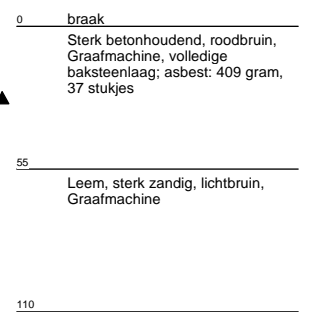 0 braak
Sterk betonhoudend, roodbruin,
Graafmachine, volledige
baksteenlaag; asbest: 409 gram,
37 stukjes
55
Leem, sterk zandig, lichtbruin,
Graafmachine
110